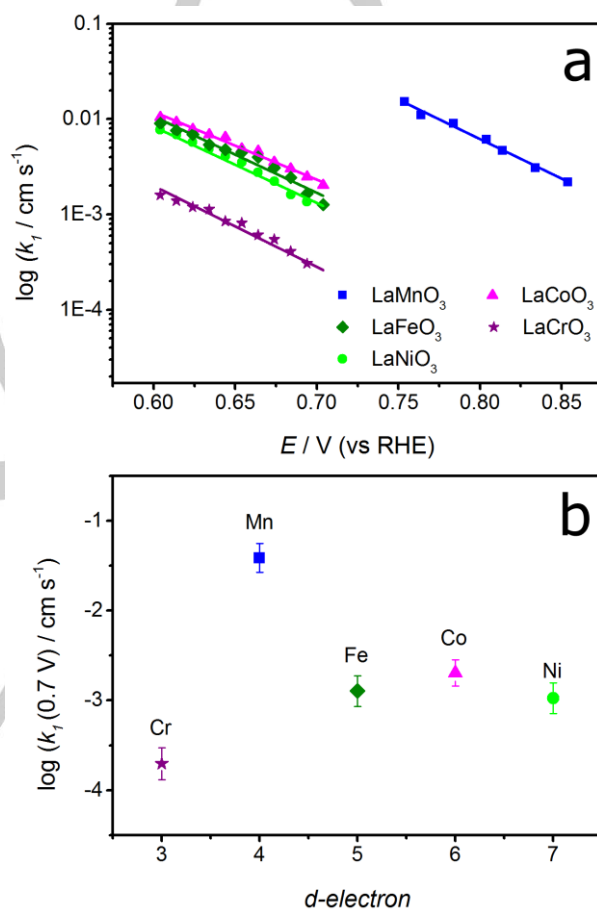 a
0.1
0.01
1E-3
1E-4
log (k₁ / cm s⁻¹)
LaMnO₃ LaCoO₃
LaFeO₃ LaCrO₃
LaNiO₃
0.60 0.65 0.70 0.75 0.80 0.85
E / V (vs RHE)
b
-1
-2
-3
-4
log (k₁ (0.7 V) / cm s⁻¹)
Mn
Co
Fe
Ni
Cr
3 4 5 6 7
d-electron